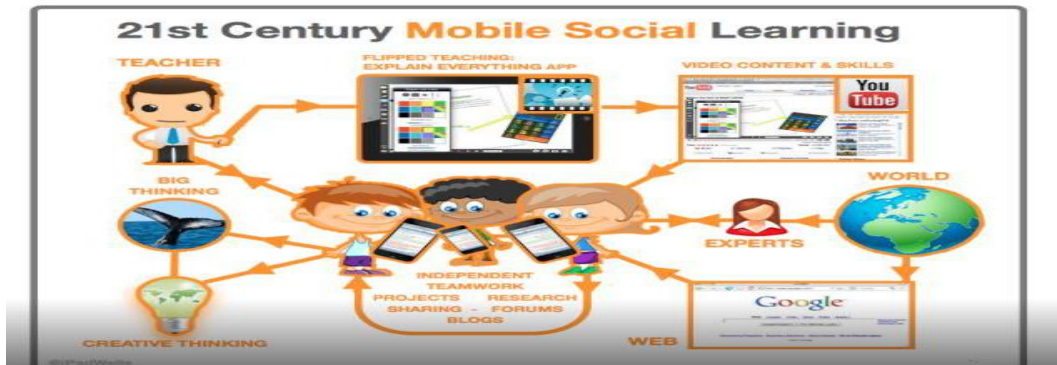 21st Century Mobile Social Learning
TEACHER
FLIPPED TEACHING:
EXPLAIN EVERYTHING APP
VIDEO CONTENT & SKILLS
You
Tube
BIG
THINKING
WORLD
EXPERTS
INDEPENDENT
TEAMWORK
PROJECTS RESEARCH
SHARING - FORUMS
BLOGS
Google
CREATIVE THINKING
WEB